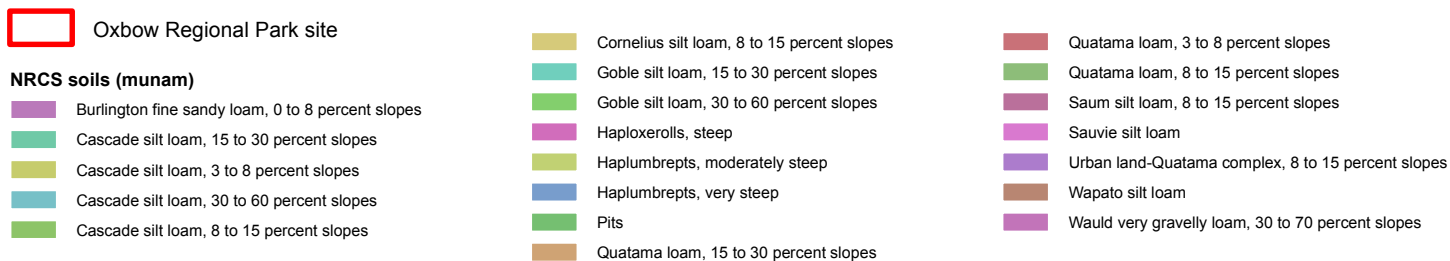 Oxbow Regional Park site
NRCS soils (munam)
Burlington fine sandy loam, 0 to 8 percent slopes
Cascade silt loam, 15 to 30 percent slopes
Cascade silt loam, 3 to 8 percent slopes
Cascade silt loam, 30 to 60 percent slopes
Cascade silt loam, 8 to 15 percent slopes
Cornelius silt loam, 8 to 15 percent slopes
Goble silt loam, 15 to 30 percent slopes
Goble silt loam, 30 to 60 percent slopes
Haploxerolls, steep
Haplumbrepts, moderately steep
Haplumbrepts, very steep
Pits
Quatama loam, 15 to 30 percent slopes
Quatama loam, 3 to 8 percent slopes
Quatama loam, 8 to 15 percent slopes
Saum silt loam, 8 to 15 percent slopes
Sauvie silt loam
Urban land-Quatama complex, 8 to 15 percent slopes
Wapato silt loam
Wauld very gravelly loam, 30 to 70 percent slopes